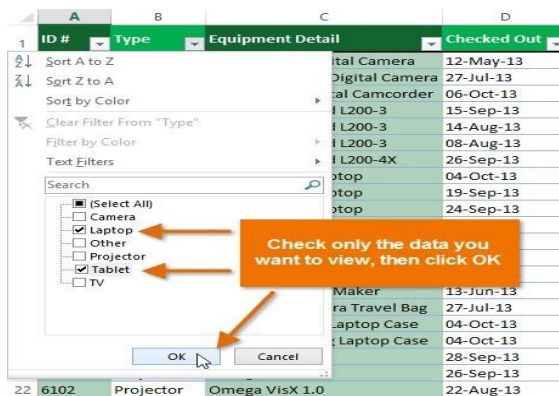 A B C D
1 ID # Type Equipment Detail Checked Out
Sort A to Z
Sort Z to A
Sort by Color
Clear Filter From "Type"
Filter by Color
Text Filters
Search
(Select All)
Camera
Laptop
Other
Projector
Tablet
TV
OK Cancel
ital Camera 12-May-13
Digital Camera 27-Jul-13
tal Camcorder 06-Oct-13
L200-3 15-Sep-13
L200-3 14-Aug-13
L200-3 08-Aug-13
L200-4X 26-Sep-13
ptop 04-Oct-13
ptop 19-Sep-13
ptop 24-Sep-13
Check only the data you
want to view, then click OK
Maker 13-Jun-13
ra Travel Bag 27-Jul-13
Laptop Case 04-Oct-13
Laptop Case 04-Oct-13
28-Sep-13
26-Sep-13
22 6102 Projector Omega VisX 1.0 22-Aug-13